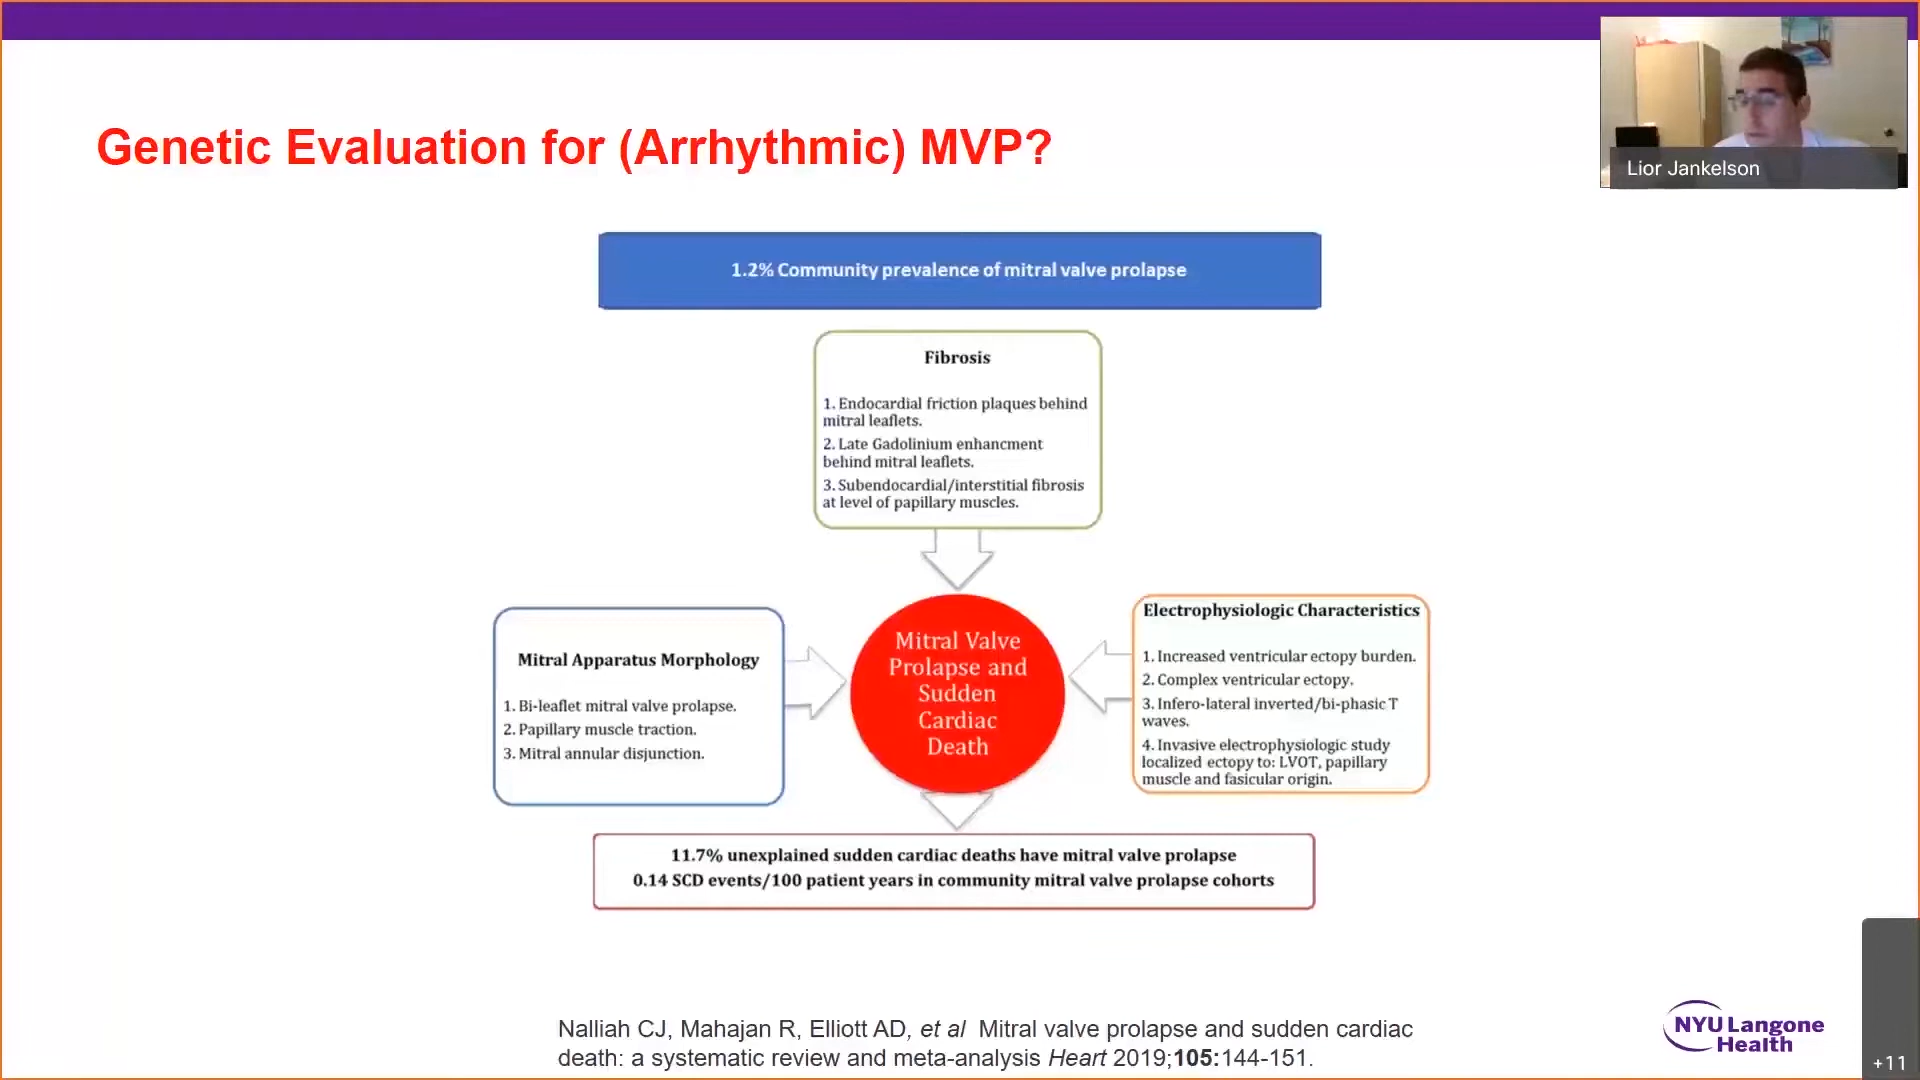 Lior Jankelson
Genetic Evaluation for (Arrhythmic) MVP?
1.2% Community prevalence of mitral valve prolapse
Fibrosis
1. Endocardial friction plaques behind
mitral leaflets.
2. Late Gadolinium enhancment
behind mitral leaflets.
3. Subendocardial/interstitial fibrosis
at level of papillary muscles.
Mitral Apparatus Morphology
1. Bi-leaflet mitral valve prolapse.
2. Papillary muscle traction.
3. Mitral annular disjunction.
Mitral Valve
Prolapse and
Sudden
Cardiac
Death
Electrophysiologic Characteristics
1. Increased ventricular ectopy burden.
2. Complex ventricular ectopy.
3. Infero-lateral inverted/bi-phasic T
waves.
4. Invasive electrophysiologic study
localized ectopy to: LVOT, papillary
muscle and fasicular origin.
11.7% unexplained sudden cardiac deaths have mitral valve prolapse
0.14 SCD events/100 patient years in community mitral valve prolapse cohorts
Nalliah CJ, Mahajan R, Elliott AD, et al Mitral valve prolapse and sudden cardiac
death: a systematic review and meta-analysis Heart 2019;105:144-151.
NYU Langone
Health
+11